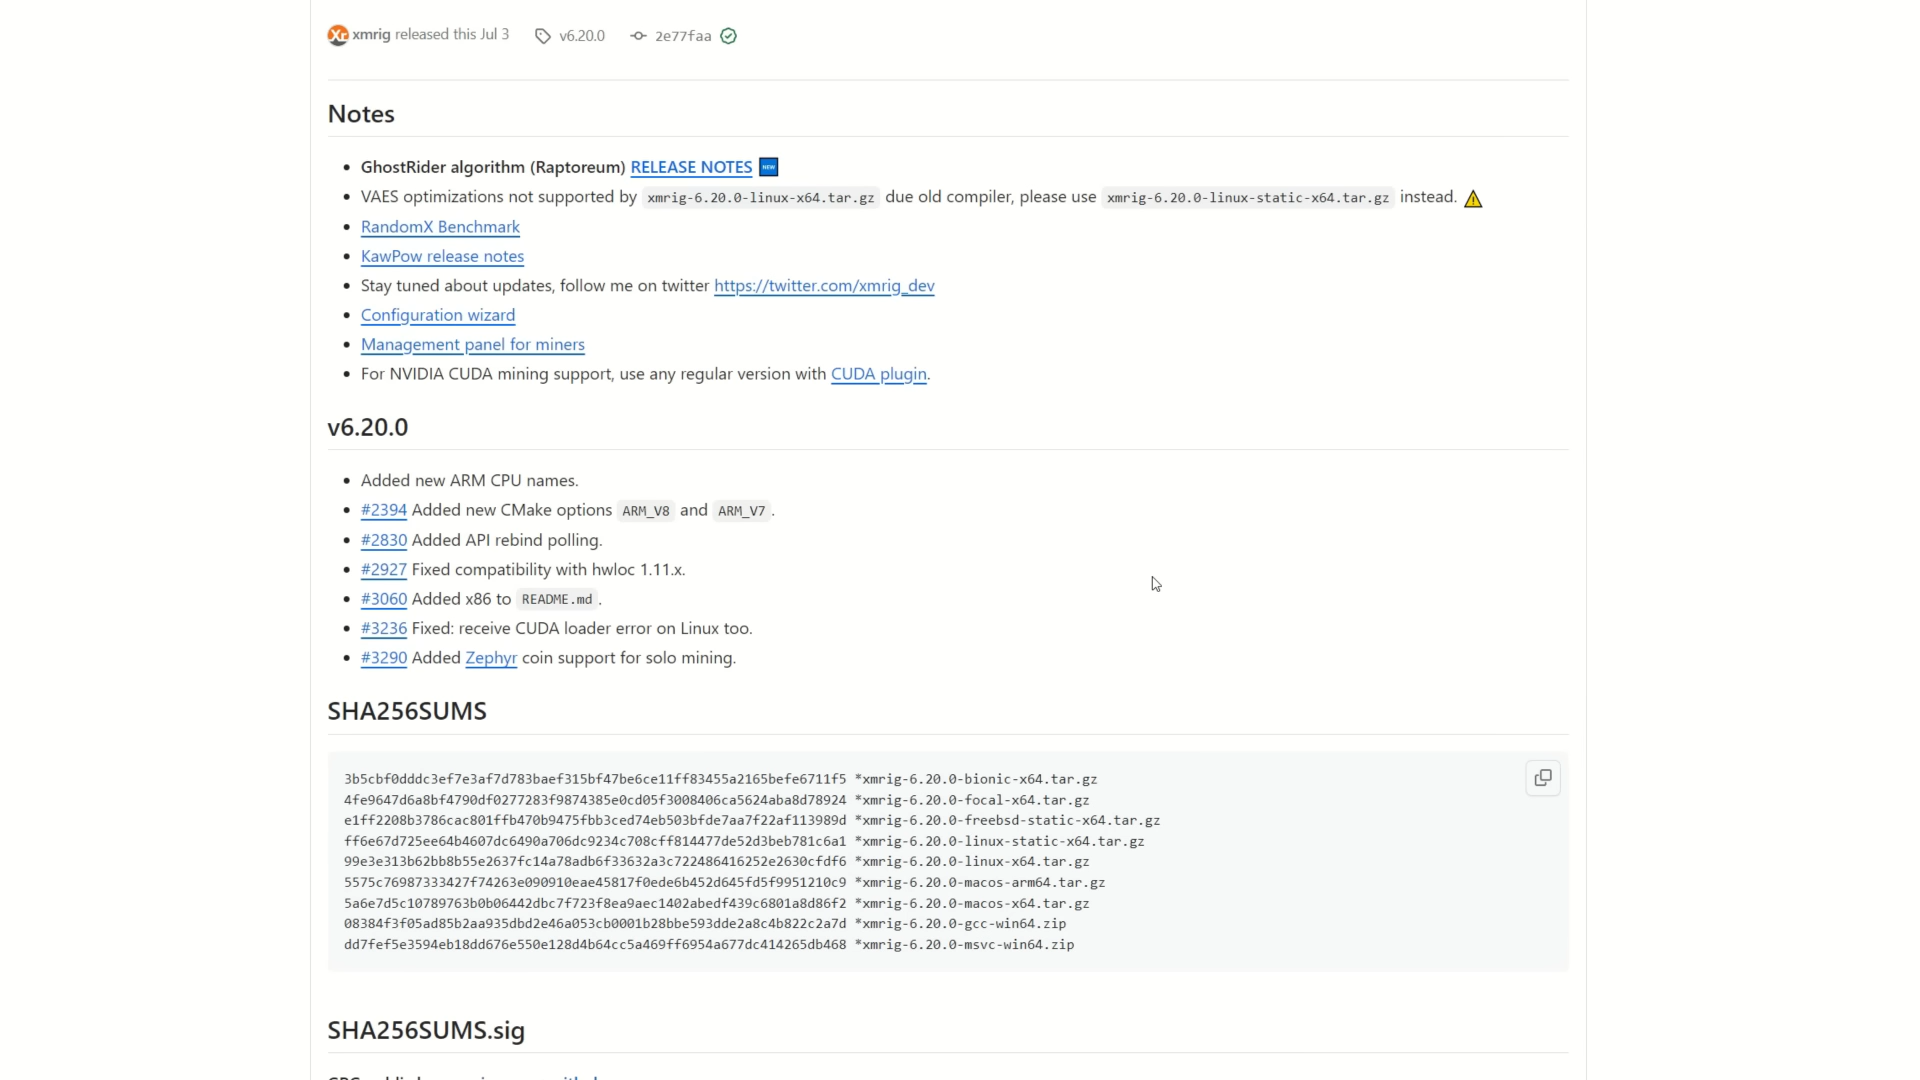 xmrig released this Jul 3 v6.20.0 2e77faa
Notes
GhostRider algorithm (Raptoreum) RELEASE NOTES NEW
VAES optimizations not supported by xmrig-6.20.0-linux-x64.tar.gz due old compiler, please use xmrig-6.20.0-linux-static-x64.tar.gz instead.
RandomX Benchmark
KawPow release notes
Stay tuned about updates, follow me on twitter https://twitter.com/xmrig_dev
Configuration wizard
Management panel for miners
For NVIDIA CUDA mining support, use any regular version with CUDA plugin.
v6.20.0
Added new ARM CPU names.
#2394 Added new CMake options ARM_V8 and ARM_V7.
#2830 Added API rebind polling.
#2927 Fixed compatibility with hwloc 1.11.x.
#3060 Added x86 to README.md.
#3236 Fixed: receive CUDA loader error on Linux too.
#3290 Added Zephyr coin support for solo mining.
SHA256SUMS
3b5cbf0dddc3ef7e3af7d783baef315bf47be6ce11ff83455a2165befe6711f5 *xmrig-6.20.0-bionic-x64.tar.gz
4fe9647d6a8bf4790df0277283f9874385e0cd05f3008406ca5624aba8d78924 *xmrig-6.20.0-focal-x64.tar.gz
e1ff2208b3786cac801ffb470b9475fbb3ced74eb503bfde7aa7f22af113989d *xmrig-6.20.0-freebsd-static-x64.tar.gz
ff6e67d725ee64b4607dc6490a706dc9234c708cff814477de52d3beb781c6a1 *xmrig-6.20.0-linux-static-x64.tar.gz
99e3e313b62bb8b55e2637fc14a78adb6f33632a3c722486416252e2630cfdf6 *xmrig-6.20.0-linux-x64.tar.gz
5575c76987333427f74263e090910eae45817f0ede6b452d645fd5f9951210c9 *xmrig-6.20.0-macos-arm64.tar.gz
5a6e7d5c10789763b0b06442dbc7f723f8ea9aec1402abedf439c6801a8d86f2 *xmrig-6.20.0-macos-x64.tar.gz
08384f3f05ad85b2aa935dbd2e46a053cb0001b28bbe593dde2a8c4b822c2a7d *xmrig-6.20.0-gcc-win64.zip
dd7fef5e3594eb18dd676e550e128d4b64cc5a469ff6954a677dc414265db468 *xmrig-6.20.0-msvc-win64.zip
SHA256SUMS.sig